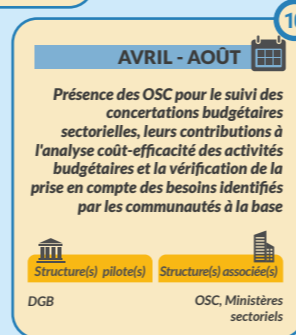 10
AVRIL - AOÛT
Présence des OSC pour le suivi des
concertations budgétaires
sectorielles, leurs contributions à
l'analyse coût-efficacité des activités
budgétaires et la vérification de la
prise en compte des besoins identifiés
par les communautés à la base
Structure(s) pilote(s)
Structure(s) associée(s)
DGB
OSC, Ministères
sectoriels